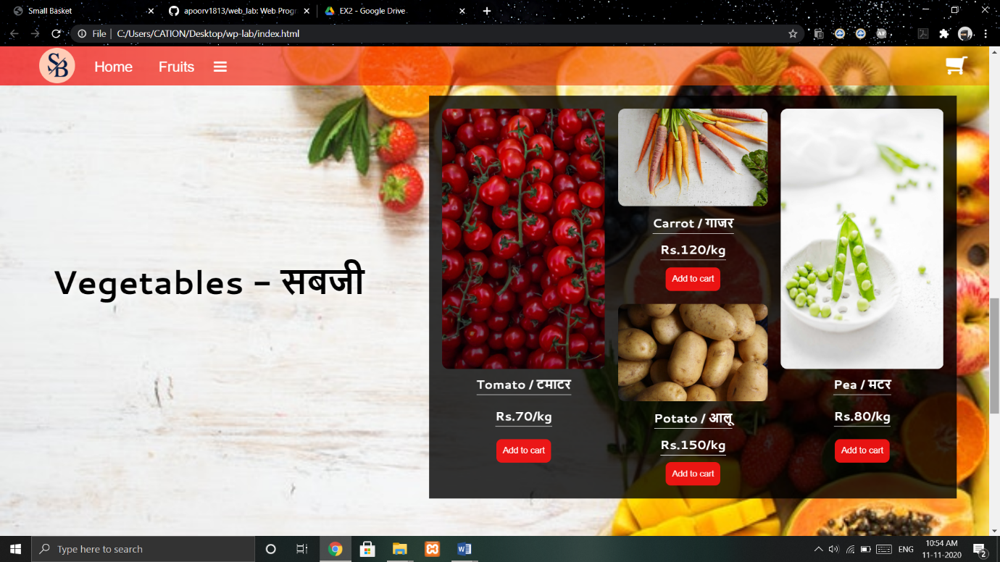 Small Basket
apoorv1813/web_lab: Web Progr
EX2 - Google Drive
File | C:/Users/CATION/Desktop/wp-lab/index.html
SB
Home
Fruits
Vegetables - सबजी
Tomato / टमाटर
Rs.70/kg
Add to cart
Carrot / गाजर
Rs.120/kg
Add to cart
Potato / आलू
Rs.150/kg
Add to cart
Pea / मटर
Rs.80/kg
Add to cart
Type here to search
ENG
10:54 AM
11-11-2020
2